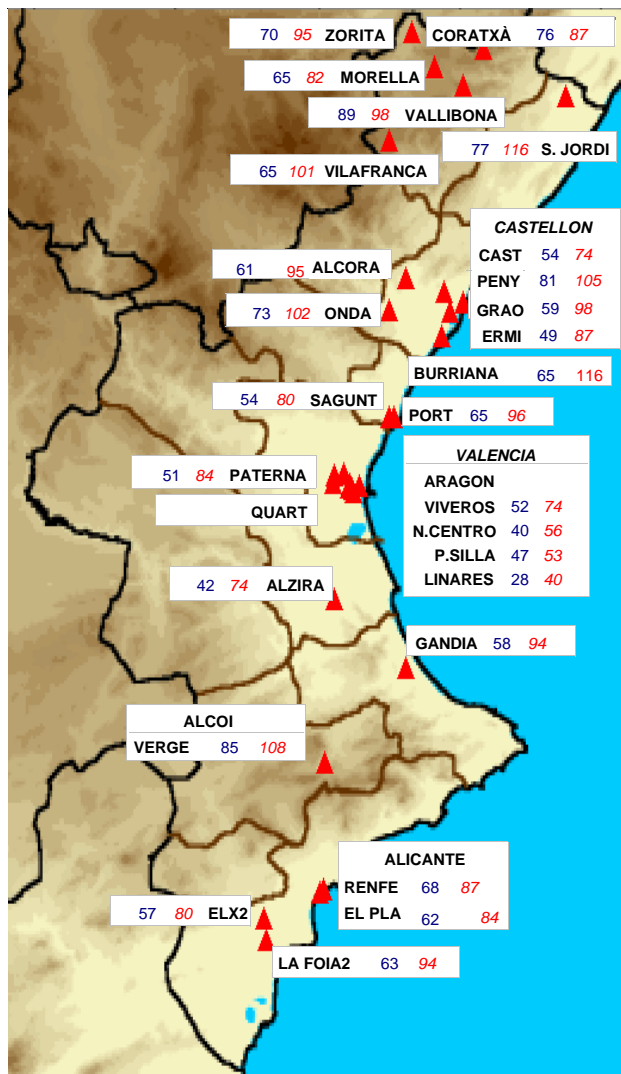 70 95 ZORITA
CORATXÀ 76 87
65 82 MORELLA
89 98 VALLIBONA
77 116 S. JORDI
65 101 VILAFRANCA
CASTELLON
CAST 54 74
PENY 81 105
GRAO 59 98
ERMI 49 87
61 95 ALCORA
73 102 ONDA
BURRIANA 65 116
54 80 SAGUNT
PORT 65 96
VALENCIA
ARAGON
VIVEROS 52 74
N.CENTRO 40 56
P.SILLA 47 53
LINARES 28 40
51 84 PATERNA
QUART
42 74 ALZIRA
GANDIA 58 94
ALCOI
VERGE 85 108
ALICANTE
RENFE 68 87
EL PLA 62 84
57 80 ELX2
LA FOIA2 63 94